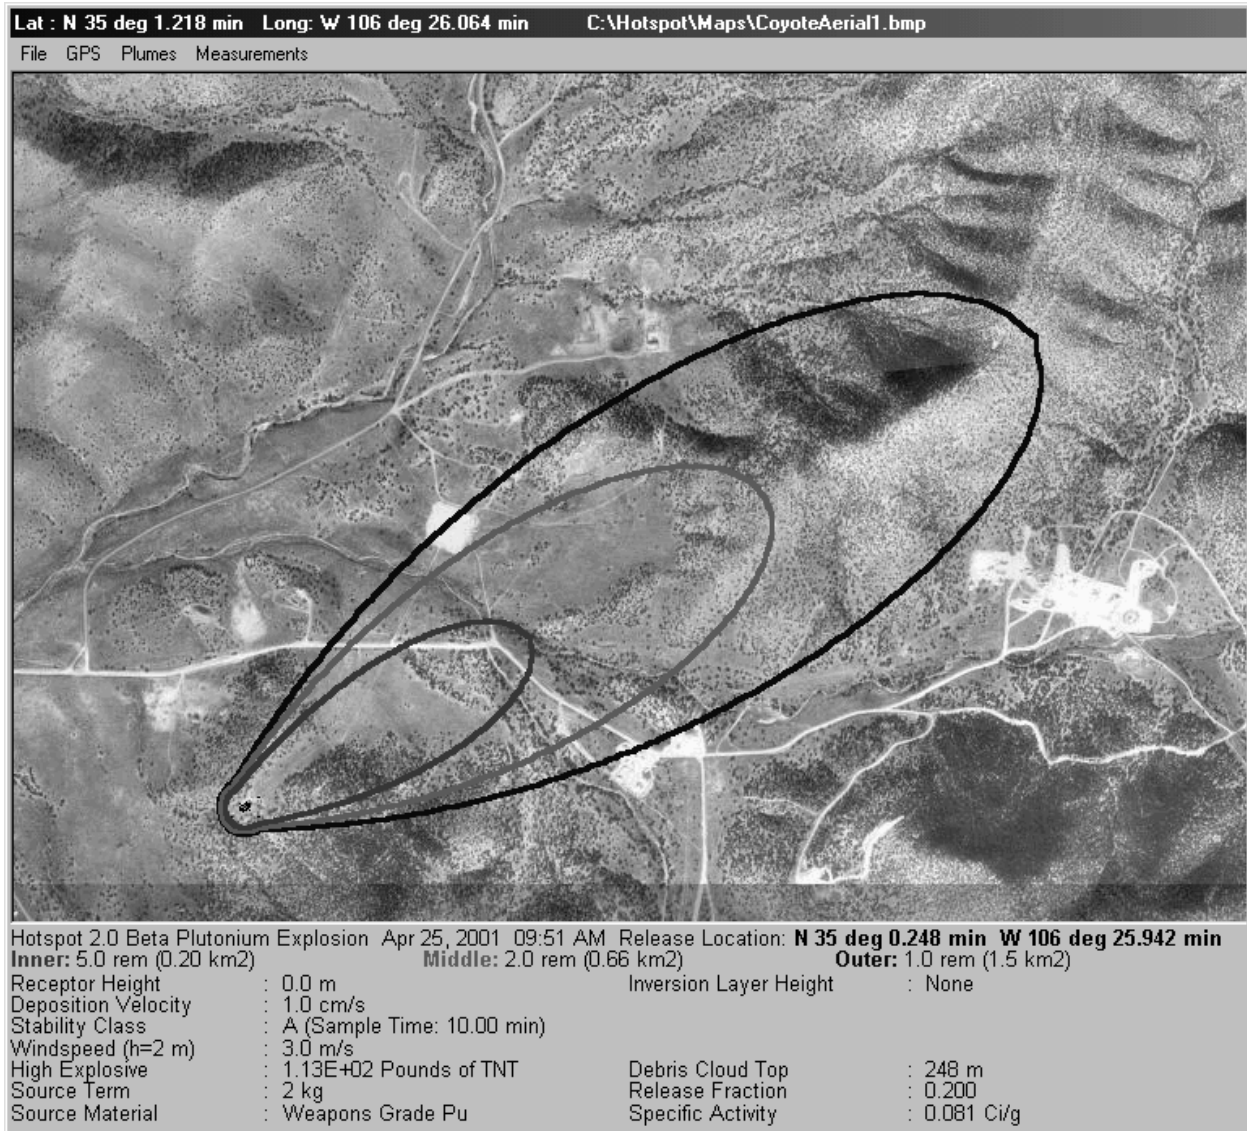 Lat : N 35 deg 1.218 min Long: W 106 deg 26.064 min C:\Hotspot\Maps\CoyoteAerial1.bmp
File GPS Plumes Measurements
Hotspot 2.0 Beta Plutonium Explosion Apr 25, 2001 09:51 AM Release Location: N 35 deg 0.248 min W 106 deg 25.942 min
Inner: 5.0 rem (0.20 km2) Middle: 2.0 rem (0.66 km2) Outer: 1.0 rem (1.5 km2)
Receptor Height : 0.0 m Inversion Layer Height : None
Deposition Velocity : 1.0 cm/s
Stability Class : A (Sample Time: 10.00 min)
Windspeed (h=2 m) : 3.0 m/s
High Explosive : 1.13E+02 Pounds of TNT Debris Cloud Top : 248 m
Source Term : 2 kg Release Fraction : 0.200
Source Material : Weapons Grade Pu Specific Activity : 0.081 Ci/g